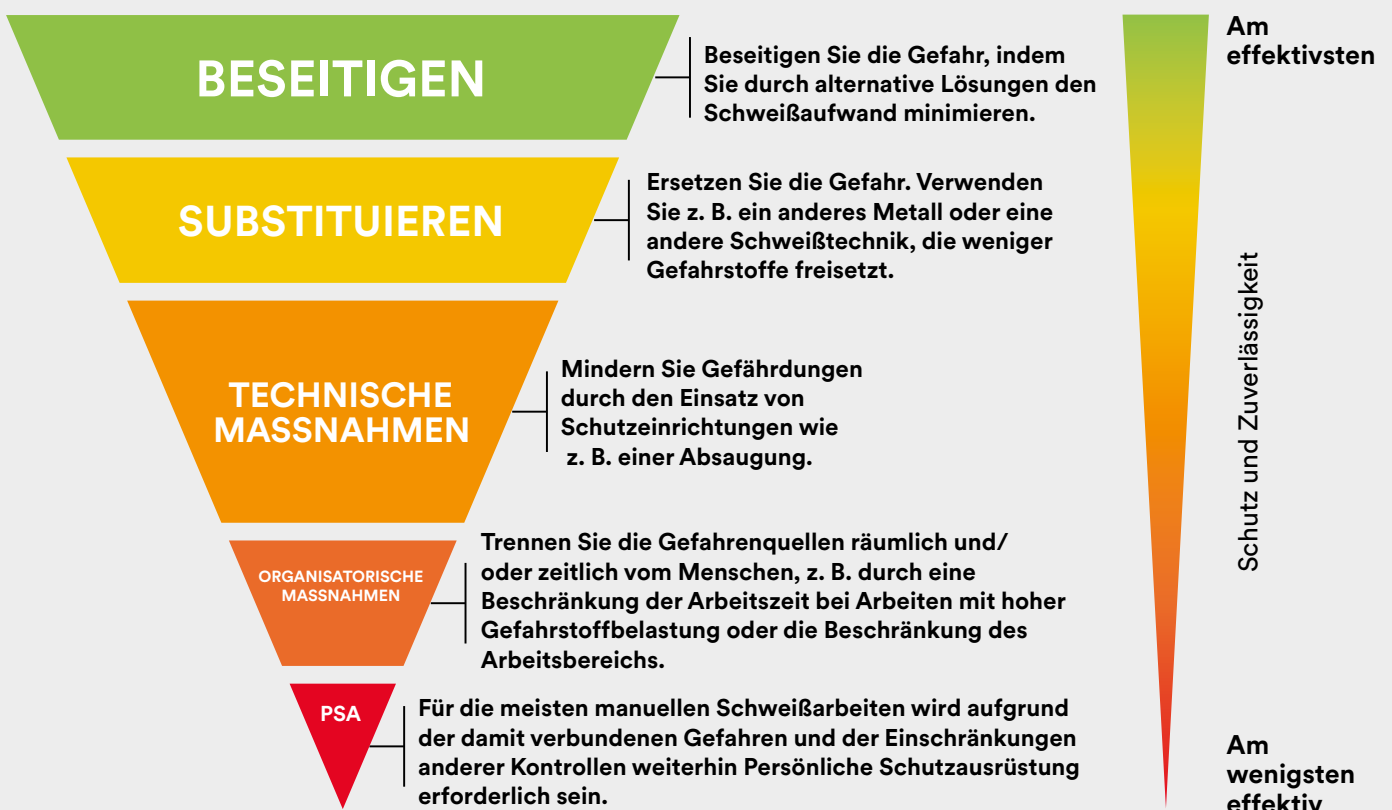 BESEITIGEN
Beseitigen Sie die Gefahr, indem
Sie durch alternative Lösungen den
Schweißaufwand minimieren.
Am
effektivsten
SUBSTITUIEREN
Ersetzen Sie die Gefahr. Verwenden
Sie z. B. ein anderes Metall oder eine
andere Schweißtechnik, die weniger
Gefahrstoffe freisetzt.
TECHNISCHE
MASSNAHMEN
Mindern Sie Gefährdungen
durch den Einsatz von
Schutzeinrichtungen wie
z. B. einer Absaugung.
Schutz und Zuverlässigkeit
ORGANISATORISCHE
MASSNAHMEN
Trennen Sie die Gefahrenquellen räumlich und/
oder zeitlich vom Menschen, z. B. durch eine
Beschränkung der Arbeitszeit bei Arbeiten mit hoher
Gefahrstoffbelastung oder die Beschränkung des
Arbeitsbereichs.
PSA
Für die meisten manuellen Schweißarbeiten wird aufgrund
der damit verbundenen Gefahren und der Einschränkungen
anderer Kontrollen weiterhin Persönliche Schutzausrüstung
erforderlich sein.
Am
wenigsten
effektiv